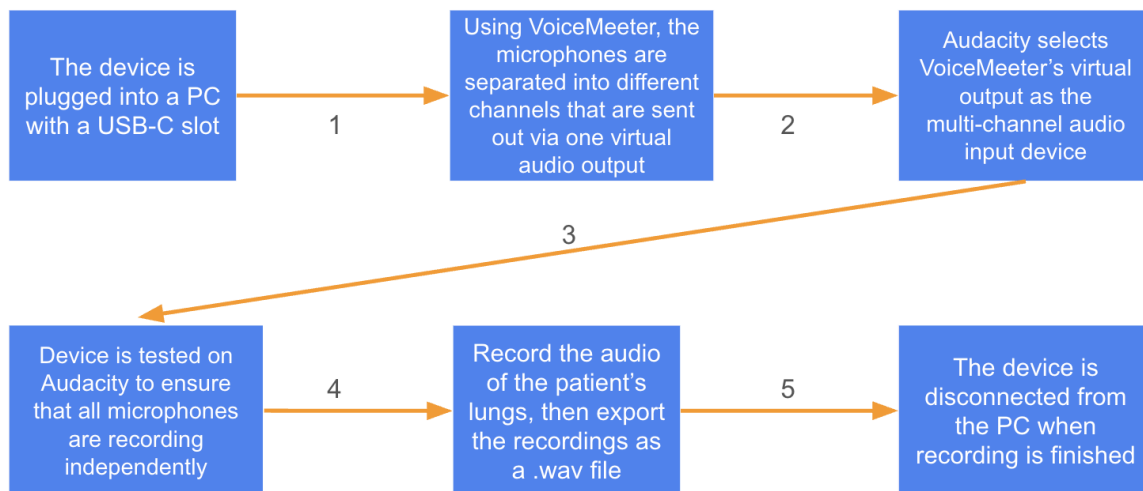 The device is
plugged into a PC
with a USB-C slot
1
Using VoiceMeeter, the
microphones are
separated into different
channels that are sent
out via one virtual
audio output
2
Audacity selects
VoiceMeeter's virtual
output as the
multi-channel audio
input device
3
Device is tested on
Audacity to ensure
that all microphones
are recording
independently
4
Record the audio
of the patient's
lungs, then export
the recordings as
a .wav file
5
The device is
disconnected from
the PC when
recording is finished